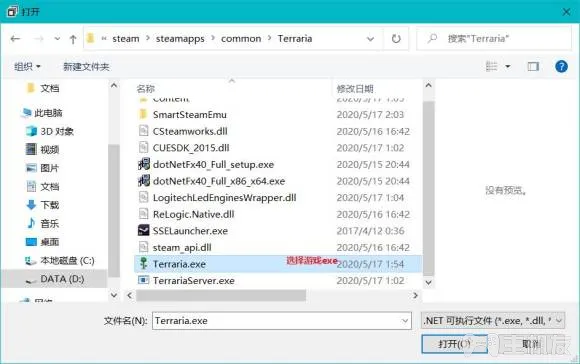 打开
steam › steamapps › common › Terraria
搜索"Terraria"
组织
新建文件夹
文档
此电脑
3D 对象
视频
图片
文档
下载
音乐
桌面
本地磁盘 (C:)
DATA (D:)
网络
名称
修改日期
Content
2020/5/17 1:03
SmartSteamEmu
2020/5/17 2:03
CSteamworks.dll
2020/5/16 16:42
CUESDK_2015.dll
2020/5/17 1:02
dotNetFx40_Full_setup.exe
2020/5/15 20:44
dotNetFx40_Full_x86_x64.exe
2020/5/15 20:44
LogitechLedEnginesWrapper.dll
2020/5/17 1:04
ReLogic.Native.dll
2020/5/16 16:42
SSELauncher.exe
2017/4/12 0:36
steam_api.dll
2020/5/16 16:42
Terraria.exe
选择游戏exe
2020/5/17 1:54
TerrariaServer.exe
2020/5/17 1:02
没有预览。
文件名(N):
Terraria.exe
.NET 可执行文件 (*.exe, *.dll, *.
打开(O)
取消